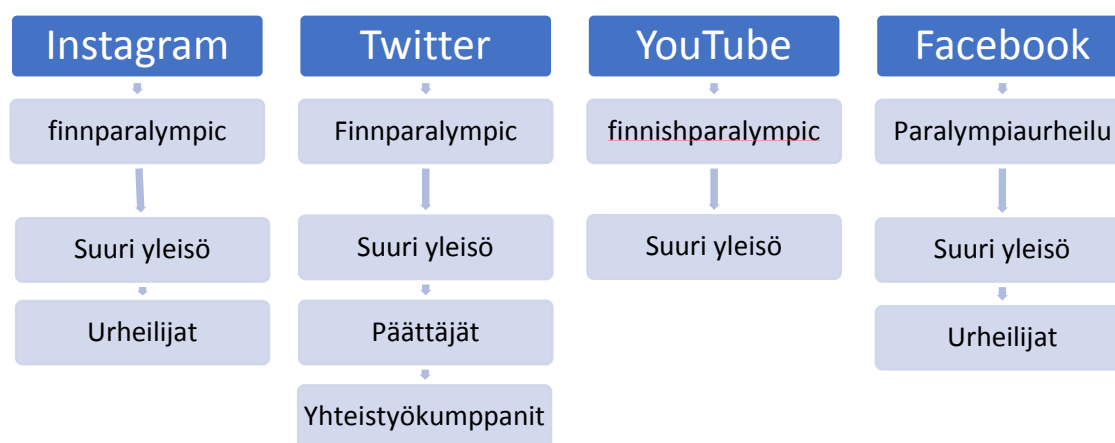 Instagram
finnparalympic
Suuri yleisö
Urheilijat
Twitter
Finnparalympic
Suuri yleisö
Päättäjät
Yhteistyökumppanit
YouTube
finnishparalympic
Suuri yleisö
Facebook
Paralympiaurheilu
Suuri yleisö
Urheilijat